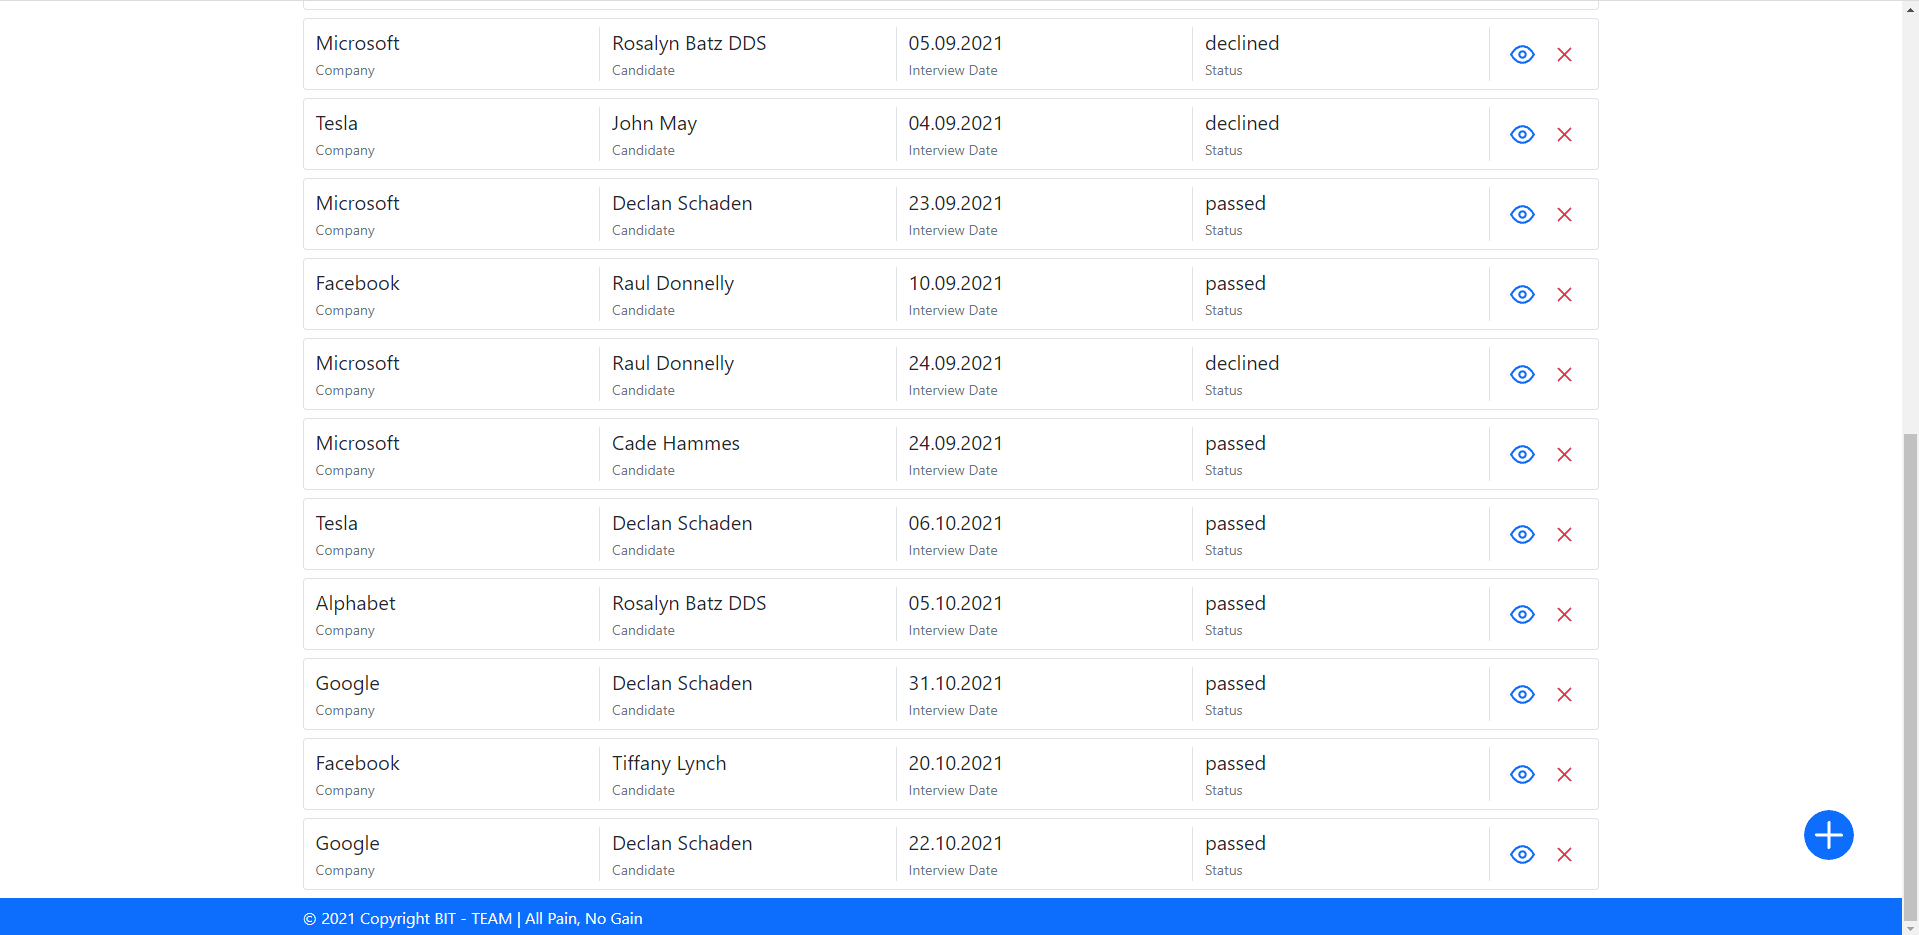 Microsoft Rosalyn Batz DDS 05.09.2021 declined
Company Candidate Interview Date Status
Tesla John May 04.09.2021 declined
Company Candidate Interview Date Status
Microsoft Declan Schaden 23.09.2021 passed
Company Candidate Interview Date Status
Facebook Raul Donnelly 10.09.2021 passed
Company Candidate Interview Date Status
Microsoft Raul Donnelly 24.09.2021 declined
Company Candidate Interview Date Status
Microsoft Cade Hammes 24.09.2021 passed
Company Candidate Interview Date Status
Tesla Declan Schaden 06.10.2021 passed
Company Candidate Interview Date Status
Alphabet Rosalyn Batz DDS 05.10.2021 passed
Company Candidate Interview Date Status
Google Declan Schaden 31.10.2021 passed
Company Candidate Interview Date Status
Facebook Tiffany Lynch 20.10.2021 passed
Company Candidate Interview Date Status
Google Declan Schaden 22.10.2021 passed
Company Candidate Interview Date Status
© 2021 Copyright BIT - TEAM | All Pain, No Gain